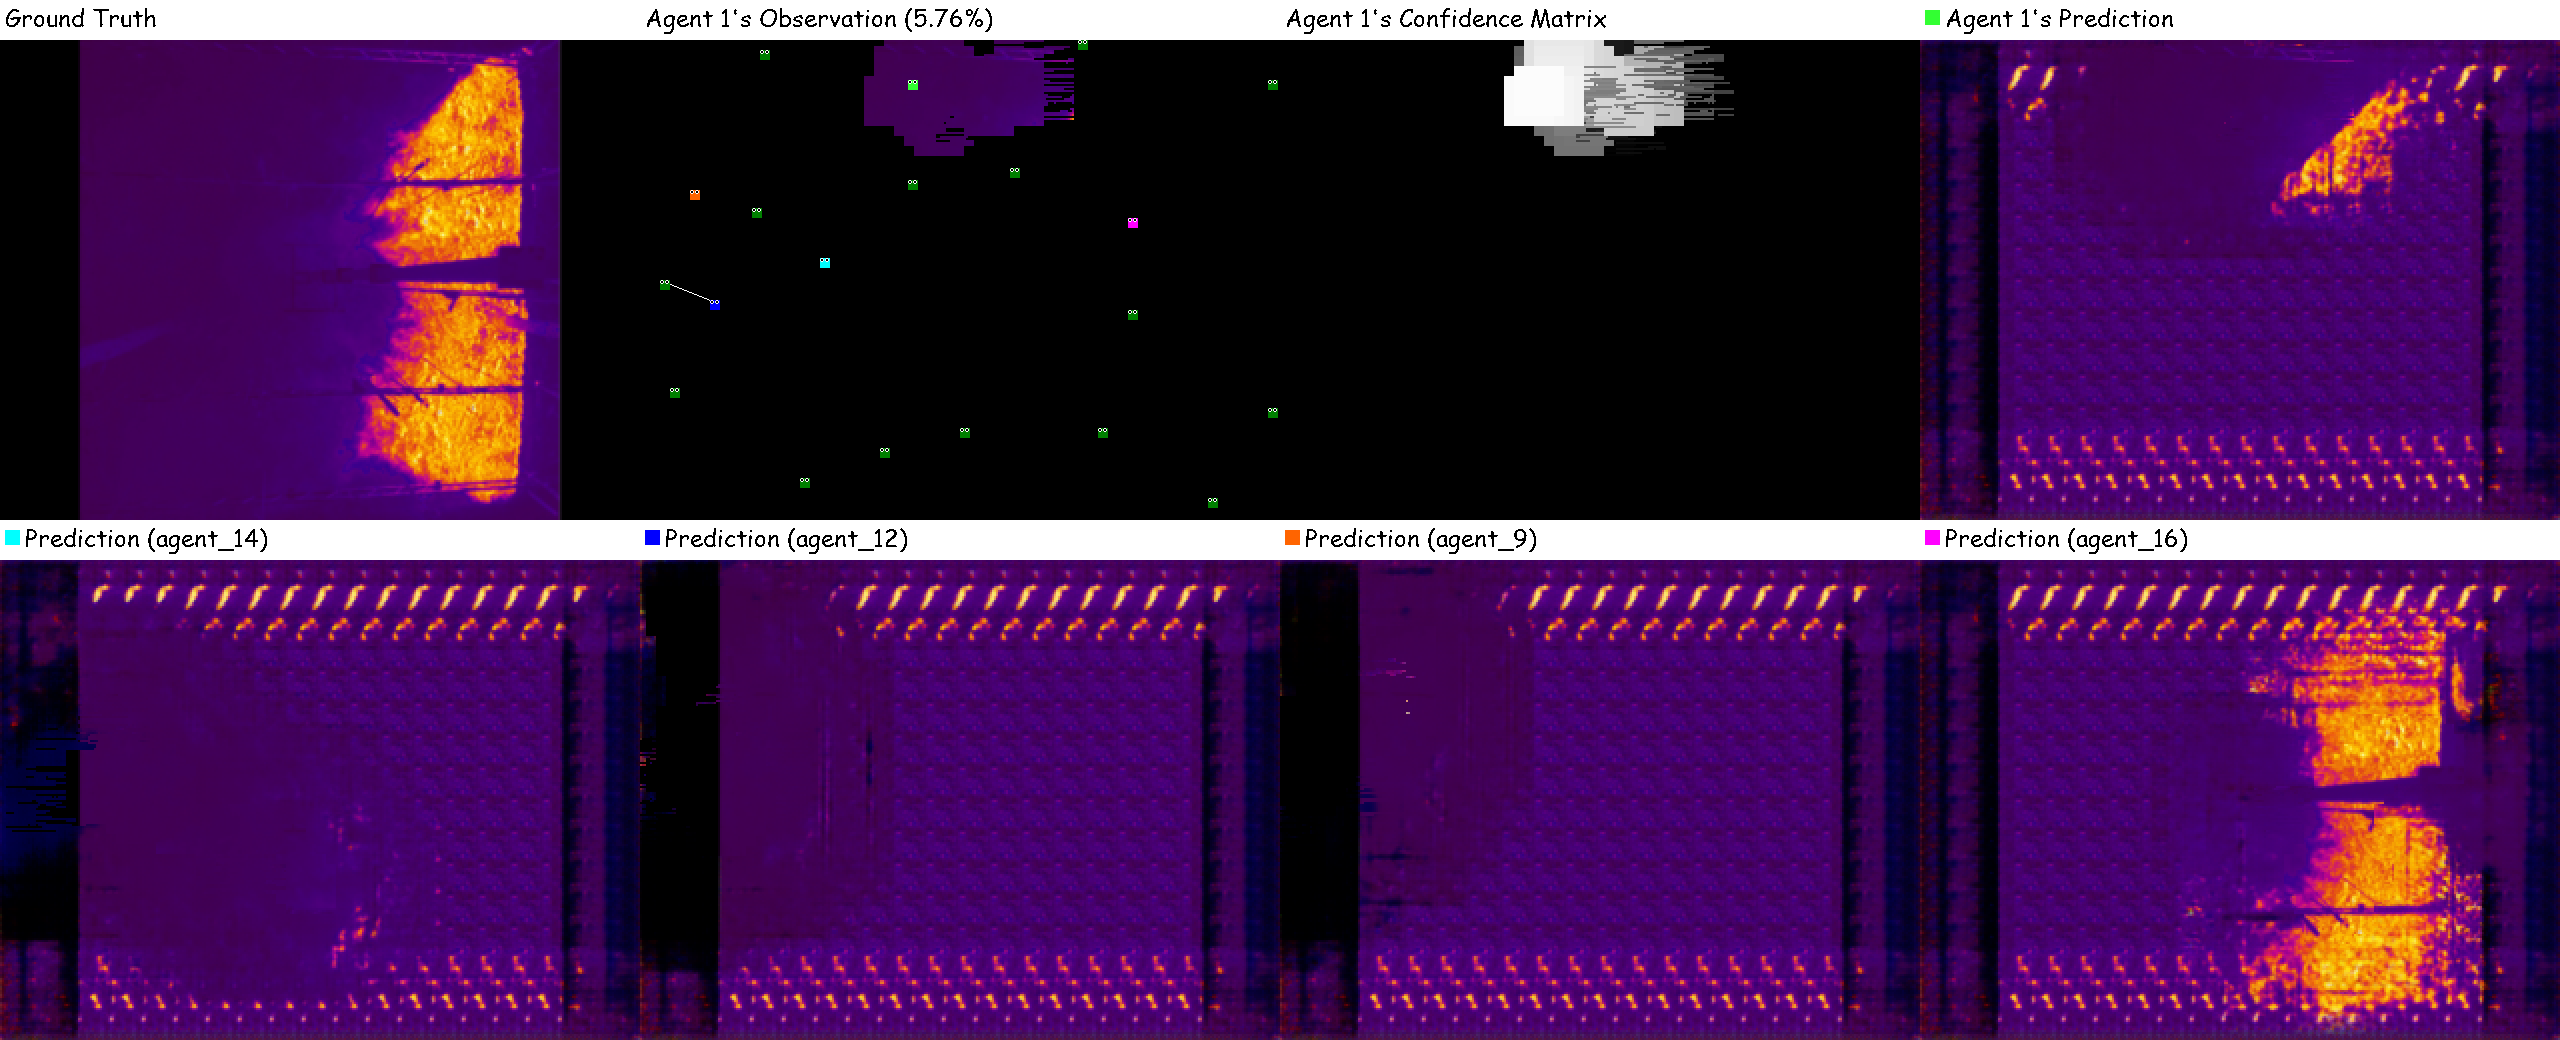 Ground Truth
Agent 1's Observation (5.76%)
Agent 1's Confidence Matrix
Agent 1's Prediction
Prediction (agent_14)
Prediction (agent_12)
Prediction (agent_9)
Prediction (agent_16)